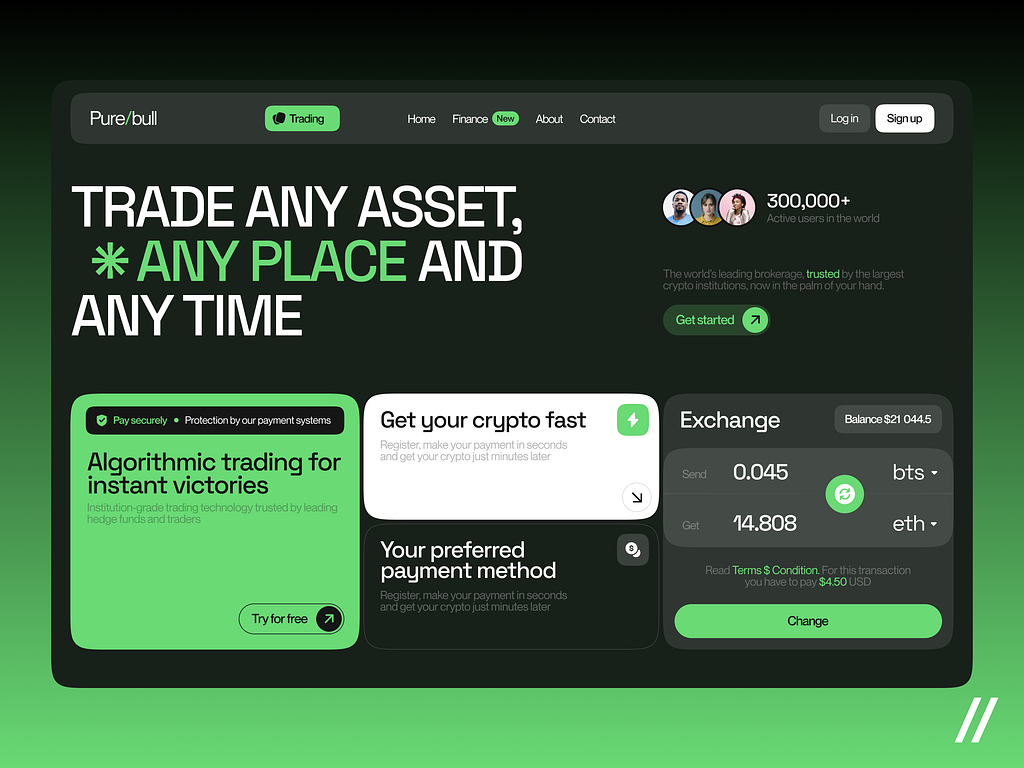 Pure/bull
Trading
Home
Finance New
About
Contact
Log in
Sign up
TRADE ANY ASSET,
ANY PLACE AND
ANY TIME
300,000+
Active users in the world
The world's leading brokerage, trusted by the largest
crypto institutions, now in the palm of your hand.
Get started
Pay securely • Protection by our payment systems
Algorithmic trading for
instant victories
Institution-grade trading technology trusted by leading
hedge funds and traders
Try for free
Get your crypto fast
Register, make your payment in seconds
and get your crypto just minutes later
Your preferred
payment method
Register, make your payment in seconds
and get your crypto just minutes later
Exchange
Balance $21 044.5
Send 0.045 bts
Get 14.808 eth
Read Terms $ Condition. For this transaction
you have to pay $4.50 USD
Change